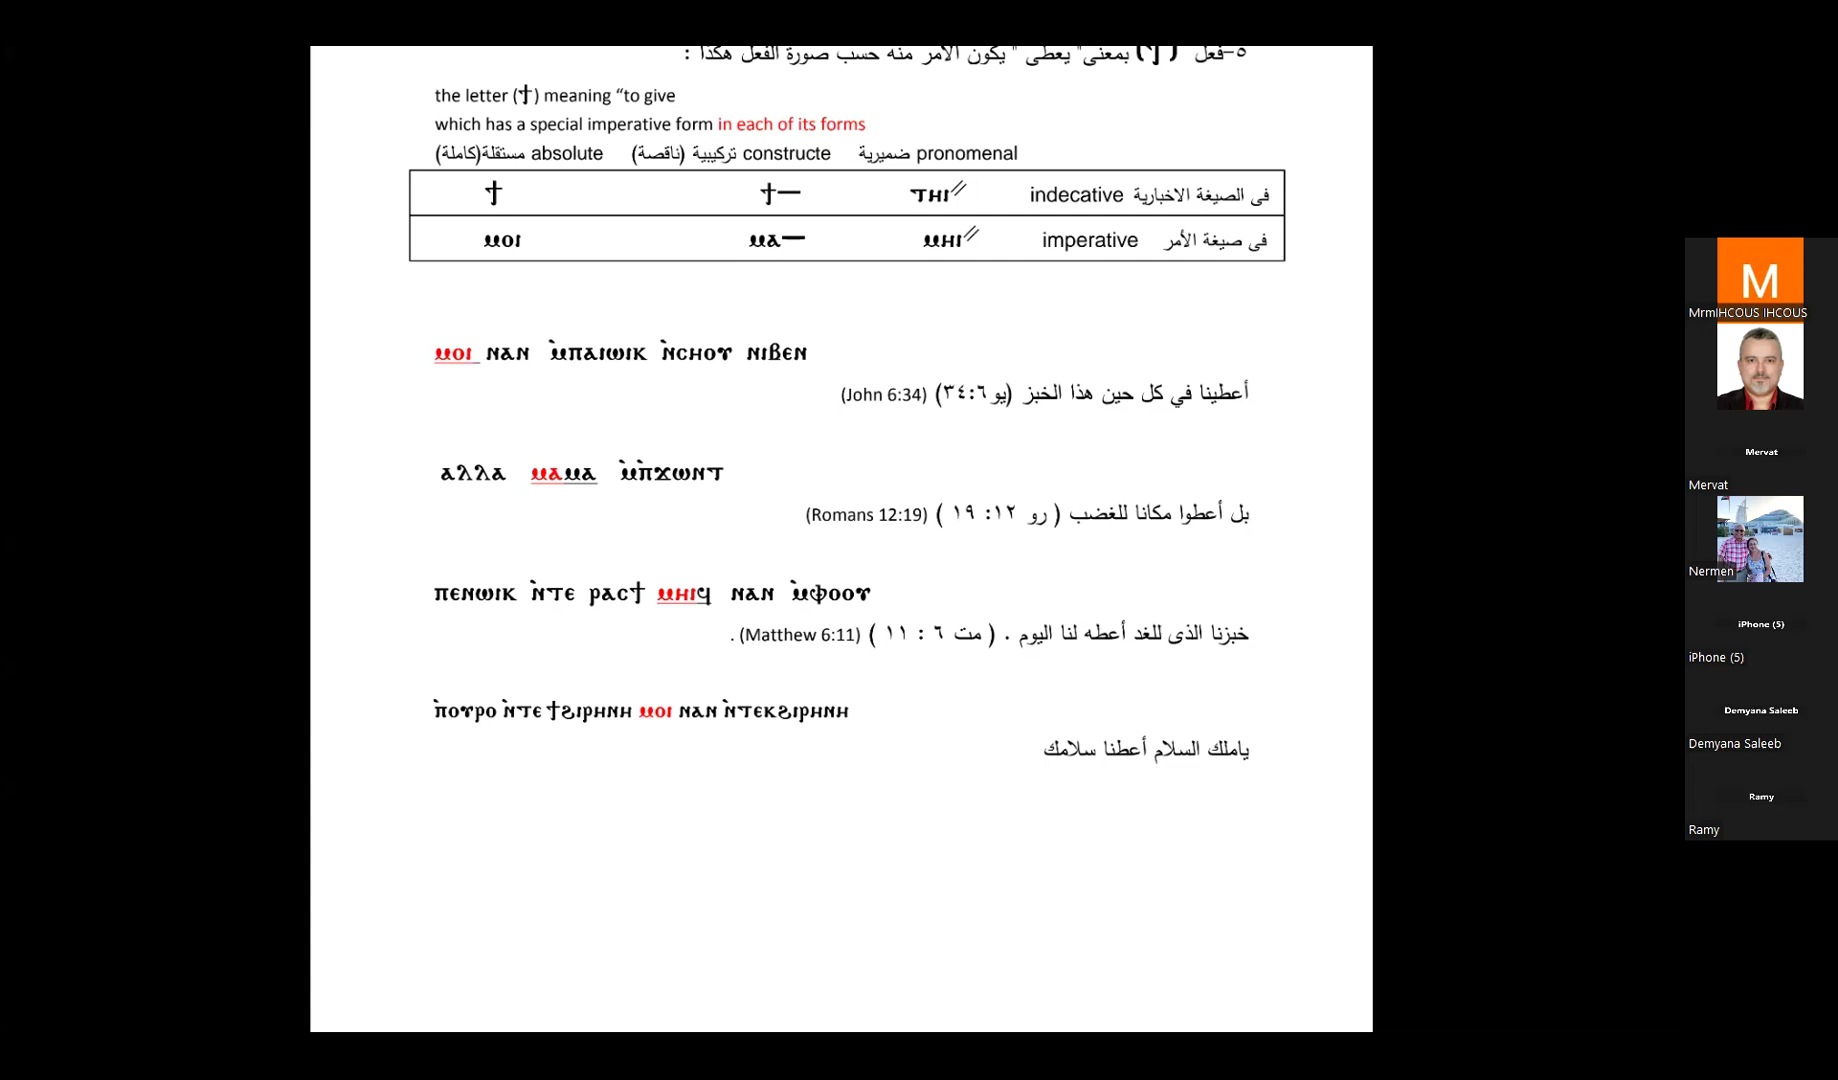 ٥-فعل (ϯ) بمعنى" يعطى " يكون الأمر منه حسب صورة الفعل هكذا :
the letter (ϯ) meaning “to give
which has a special imperative form in each of its forms
مستقلة(كاملة) absolute تركيبية (ناقصة) constructe ضميرية pronomenal
ϯ ϯ— ⲧⲏⲓ⸗ indecative فى الصيغة الاخبارية
ⲙⲟⲓ ⲙⲁ— ⲙⲏⲓ⸗ imperative فى صيغة الأمر
ⲙⲟⲓ ⲛⲁⲛ ⲙ̀ⲡⲁⲓⲱⲓⲕ ⲛ̀ⲥⲏⲟⲩ ⲛⲓⲃⲉⲛ
أعطينا في كل حين هذا الخبز (يو ٣٤:٦) (John 6:34)
ⲁⲗⲗⲁ ⲙⲁⲙⲁ ⲙ̀ⲡ̀ϫⲱⲛⲧ
بل أعطوا مكانا للغضب ( رو ١٢: ١٩ ) (Romans 12:19)
ⲡⲉⲛⲱⲓⲕ ⲛ̀ⲧⲉ ⲣⲁⲥϯ ⲙⲏⲓϥ ⲛⲁⲛ ⲙ̀ⲫⲟⲟⲩ
خبزنا الذى للغد أعطه لنا اليوم . ( مت ٦ : ١١ ) (Matthew 6:11) .
ⲡ̀ⲟⲩⲣⲟ ⲛ̀ⲧⲉ ϯϩⲓⲣⲏⲛⲏ ⲙⲟⲓ ⲛⲁⲛ ⲛ̀ⲧⲉⲕϩⲓⲣⲏⲛⲏ
ياملك السلام أعطنا سلامك
M
MrmIHCOUS IHCOUS
Mervat
Mervat
Nermen
iPhone (5)
iPhone (5)
Demyana Saleeb
Demyana Saleeb
Ramy
Ramy